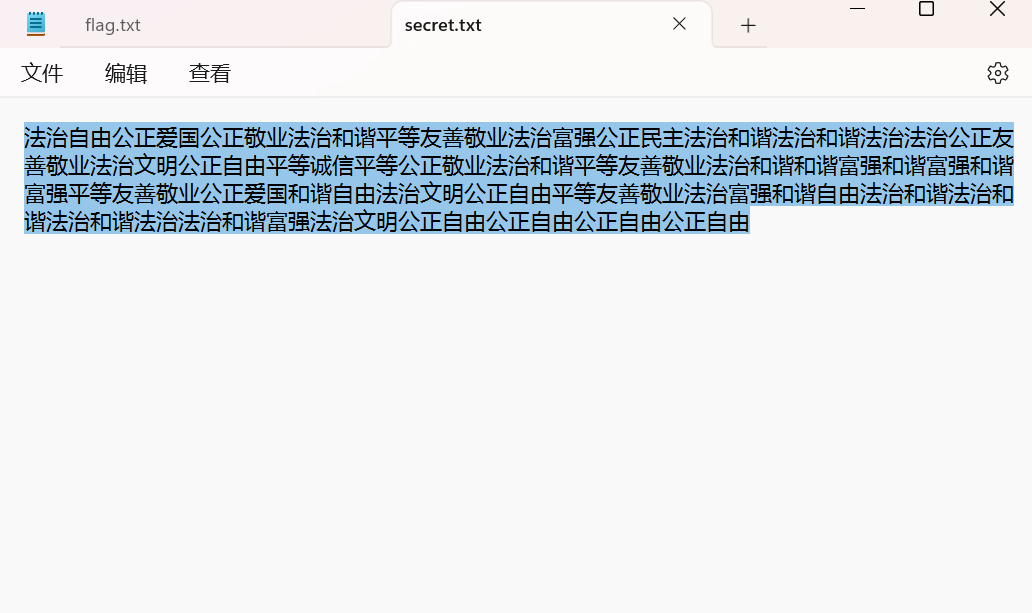 flag.txt secret.txt
文件 编辑 查看
法治自由公正爱国公正敬业法治和谐平等友善敬业法治富强公正民主法治和谐法治和谐法治法治公正友
善敬业法治文明公正自由平等诚信平等公正敬业法治和谐平等友善敬业法治和谐和谐富强和谐富强和谐
富强平等友善敬业公正爱国和谐自由法治文明公正自由平等友善敬业法治富强和谐自由法治和谐法治和
谐法治和谐法治法治和谐富强法治文明公正自由公正自由公正自由公正自由